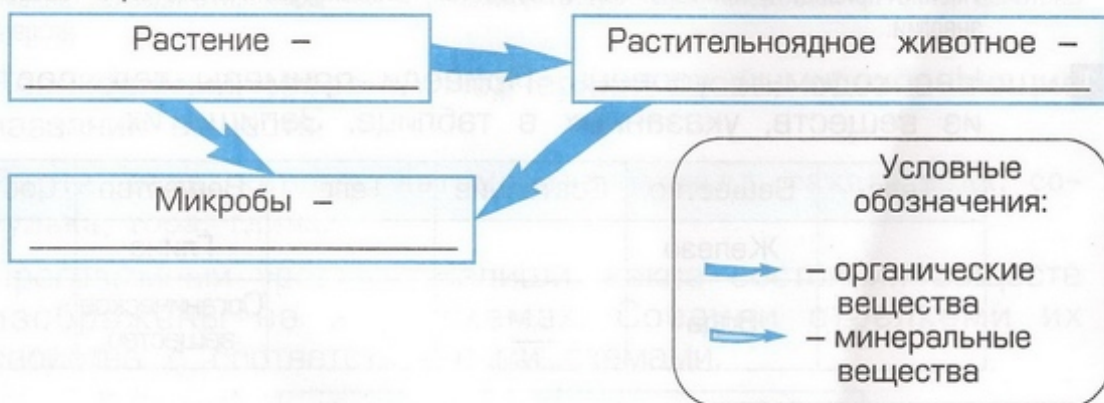 Растение –
Растительноядное животное –
Микробы –
Условные
обозначения:
– органические
вещества
– минеральные
вещества